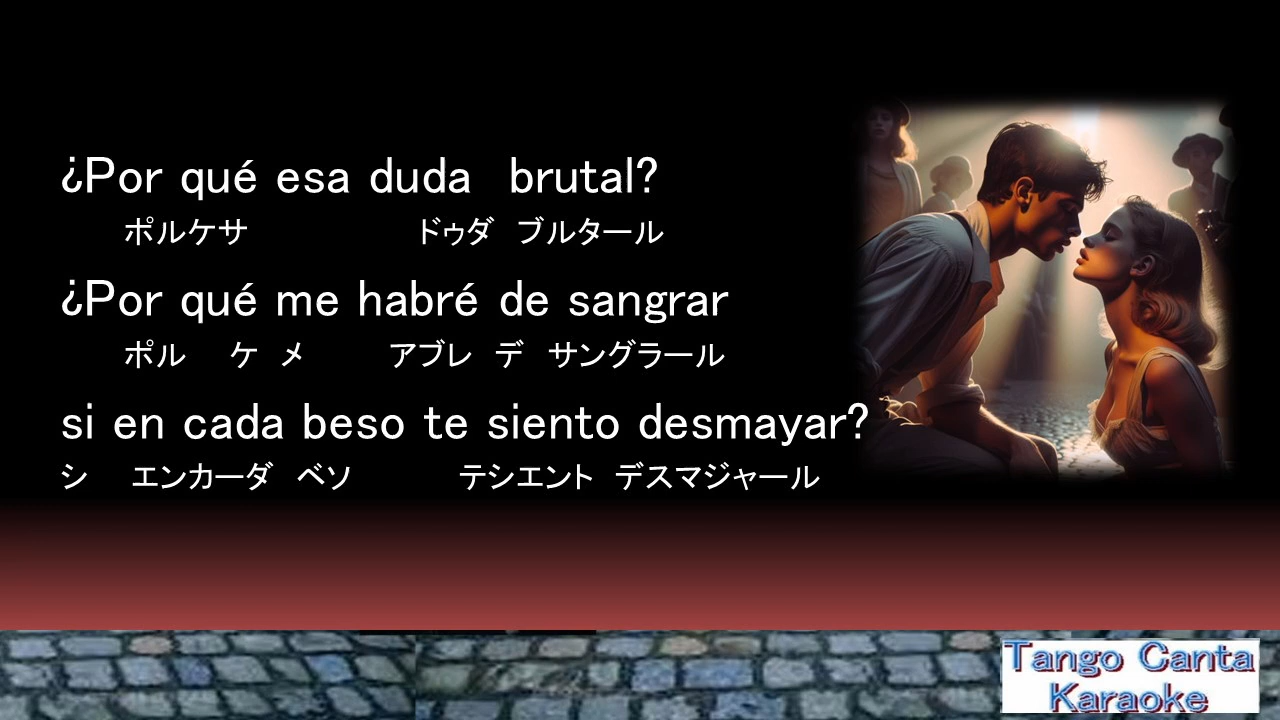 ¿Por qué esa duda brutal?
ポルケサ ドゥダ ブルタール
¿Por qué me habré de sangrar
ポル ケ メ アブレ デ サングラール
si en cada beso te siento desmayar?
シ エンカーダ ベソ テシエント デスマジャール
Tango Canta
Karaoke